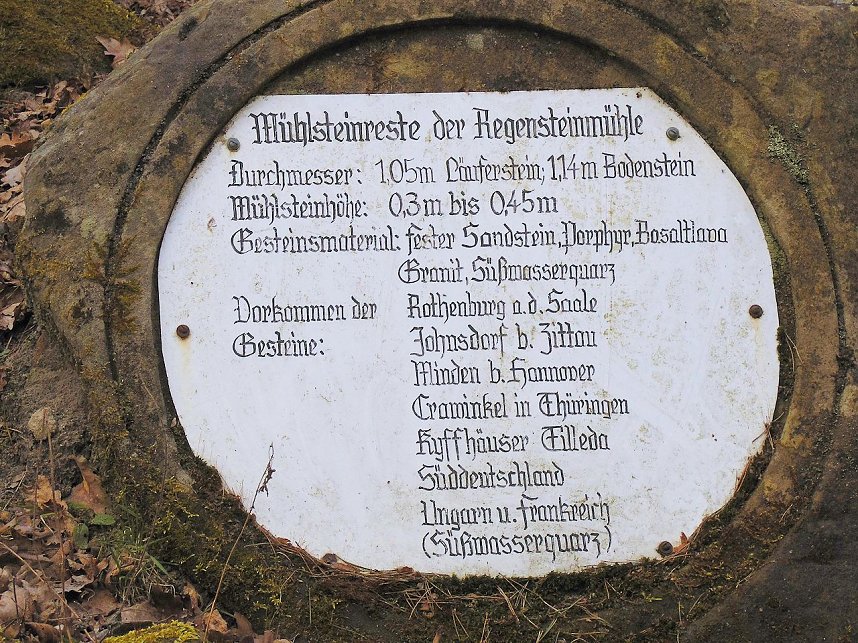 Mühlsteinreste der Regensteinmühle
Durchmesser: 1,05m Läuferstein; 1,14m Bodenstein
Mühlsteinhöhe: 0,3m bis 0,45m
Gesteinsmaterial: fester Sandstein, Porphyr, Basaltlava
Granit, Süßwasserquarz
Vorkommen der Rothenburg a.d. Saale
Gesteine: Johnsdorf b. Zittau
Minden b. Hannover
Crawinkel in Thüringen
Kyffhäuser Tilleda
Süddeutschland
Ungarn u. Frankreich
(Süßwasserquarz)